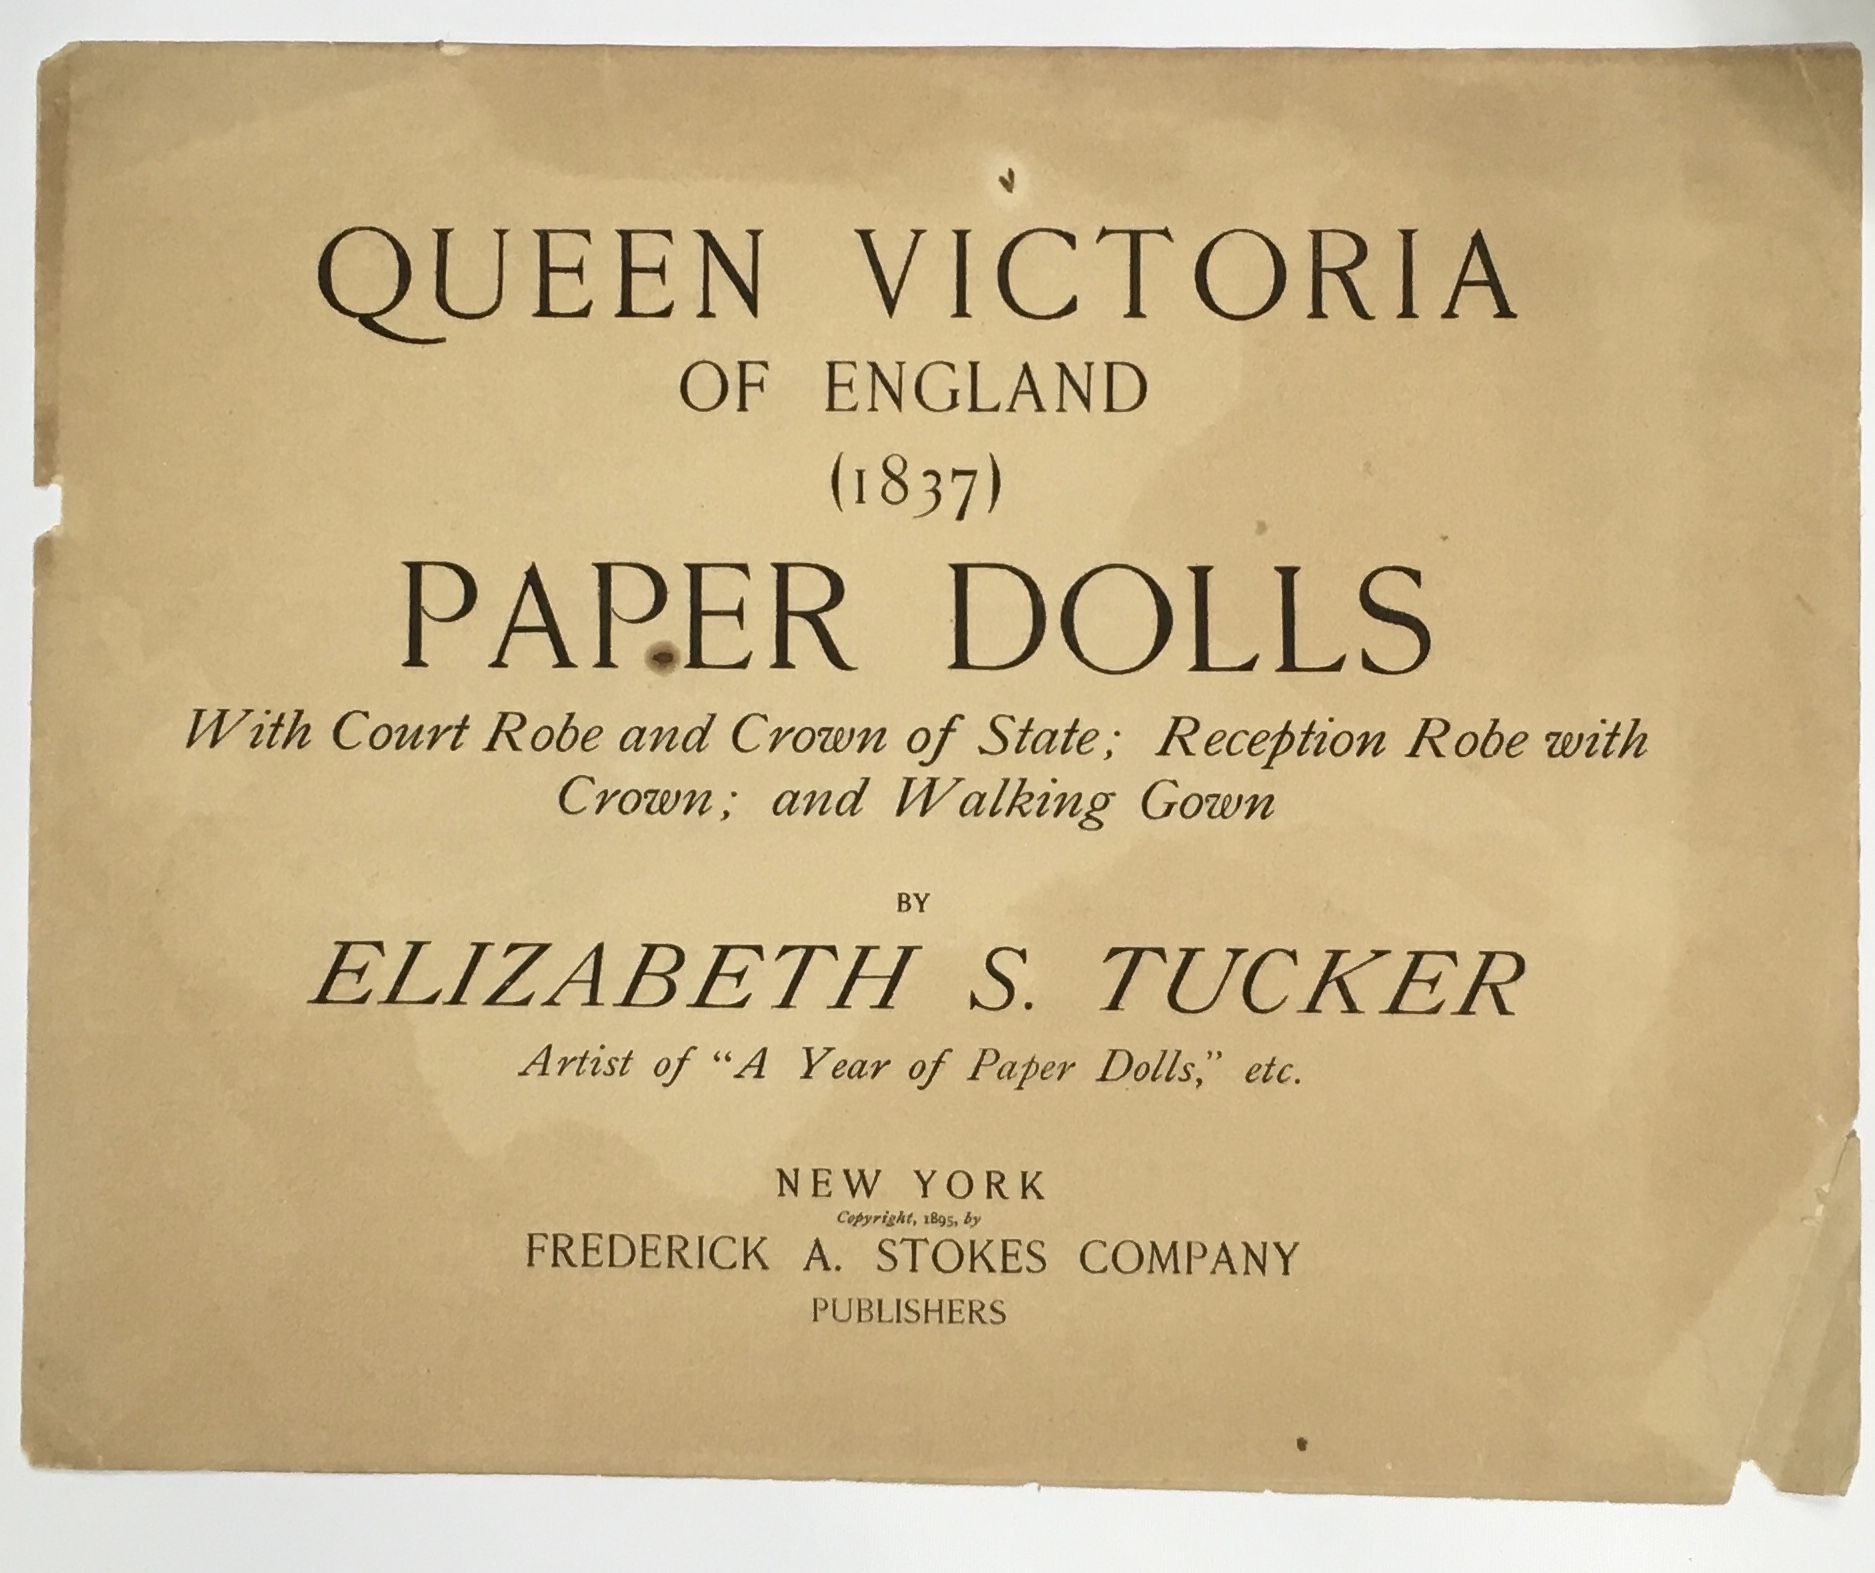 QUEEN VICTORIA
OF ENGLAND
(1837)
PAPER DOLLS
With Court Robe and Crown of State; Reception Robe with
Crown; and Walking Gown
BY
ELIZABETH S. TUCKER
Artist of “A Year of Paper Dolls,” etc.
NEW YORK
Copyright, 1895, by
FREDERICK A. STOKES COMPANY
PUBLISHERS